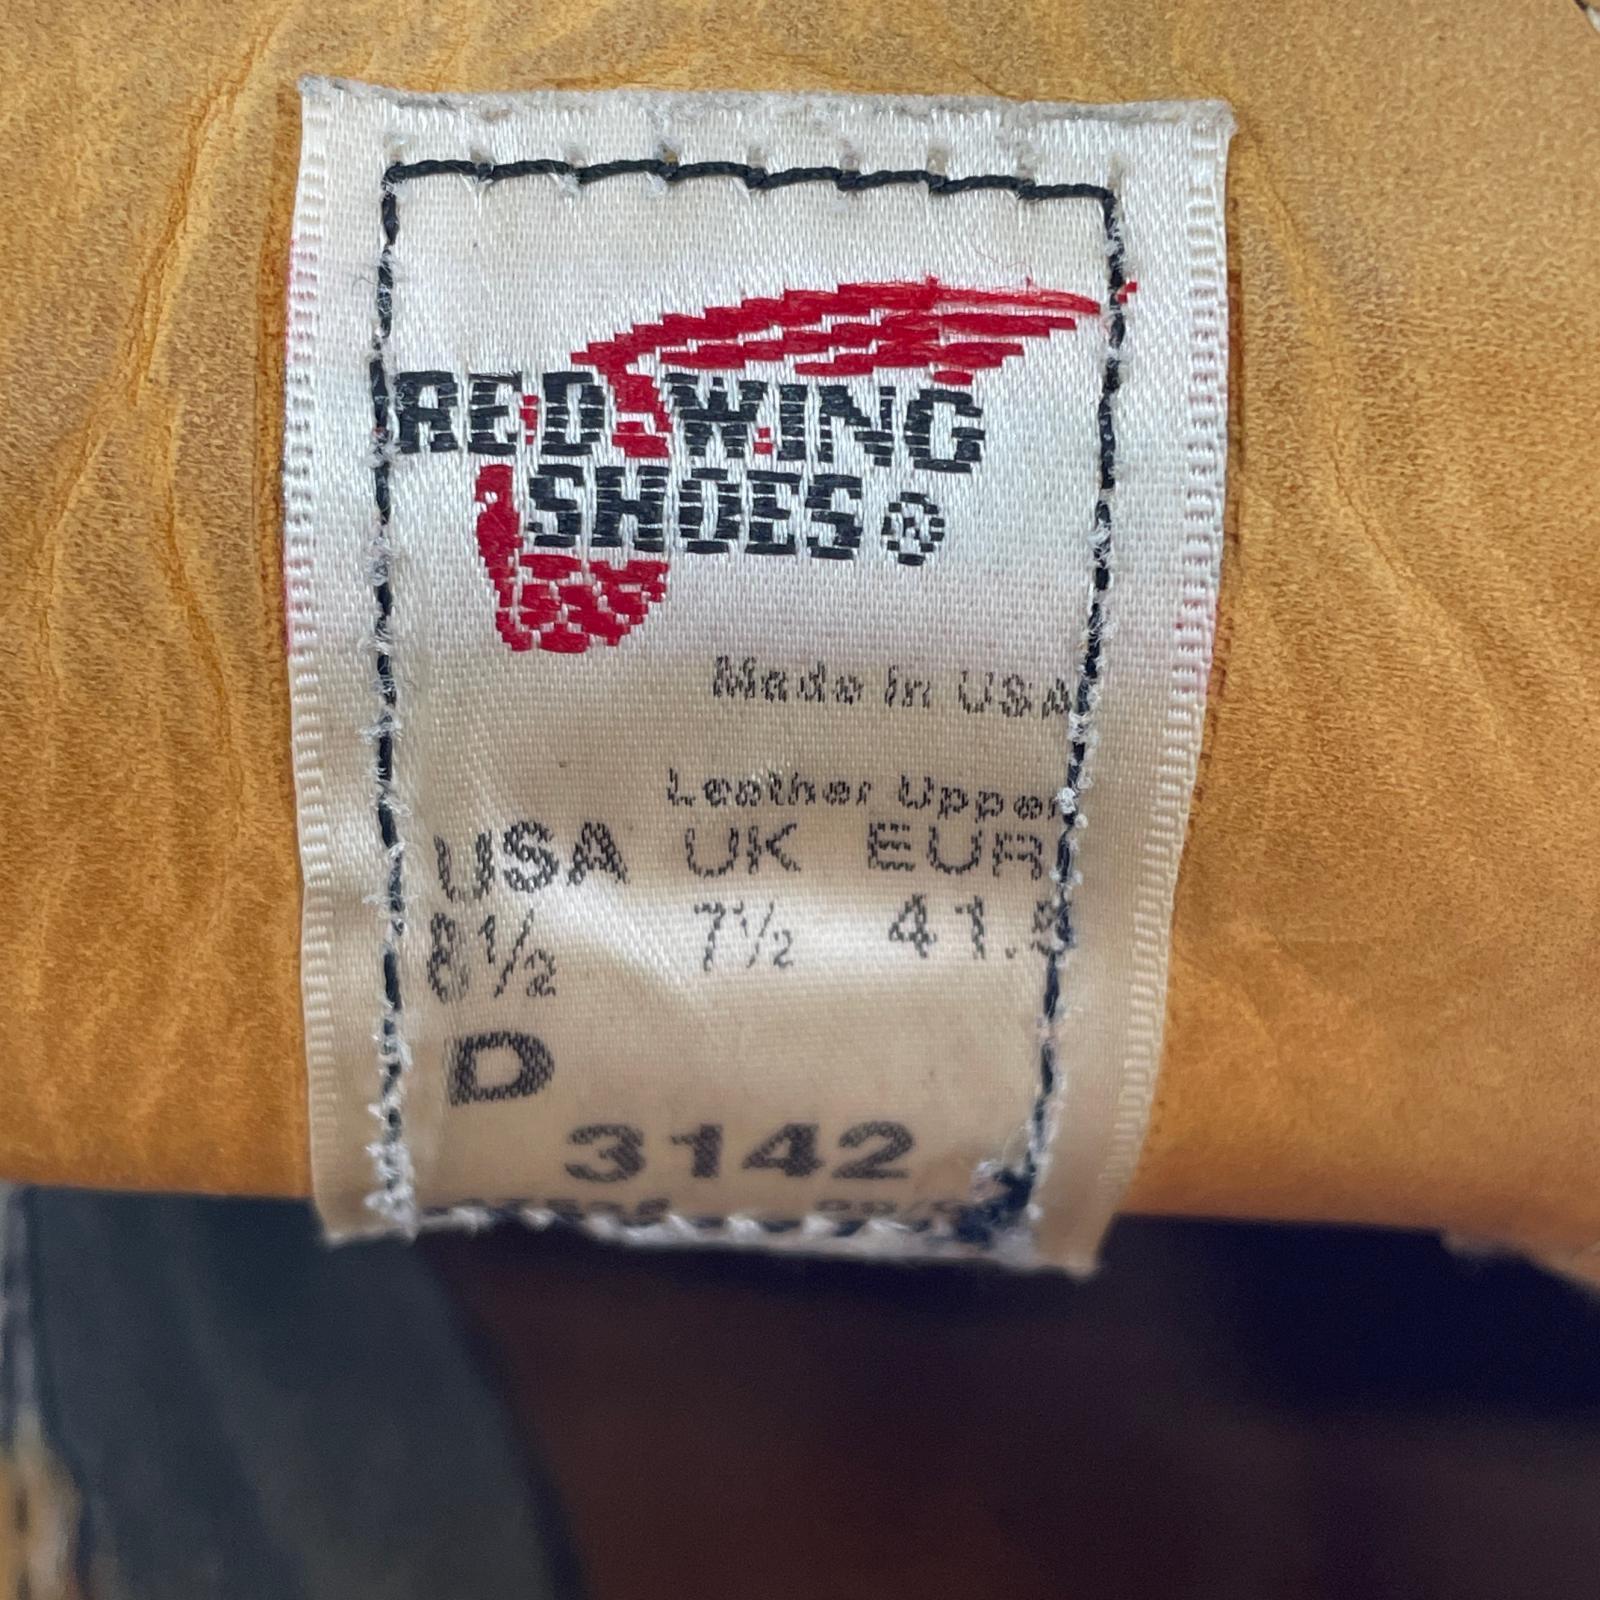 RED WING
SHOES®
Made in USA
Leather Upper
USA UK EUR
8½ 7½ 41.5
D
3142